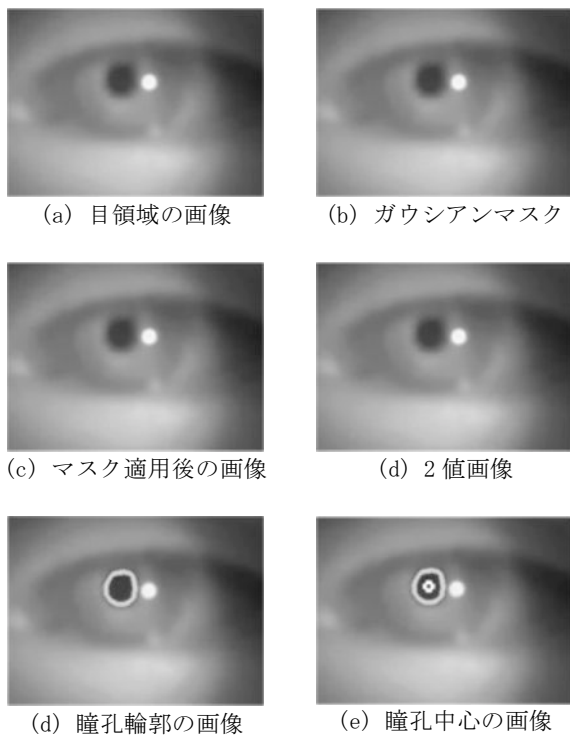 (a) 目領域の画像
(b) ガウシアンマスク
(c) マスク適用後の画像
(d) 2値画像
(d) 瞳孔輪郭の画像
(e) 瞳孔中心の画像